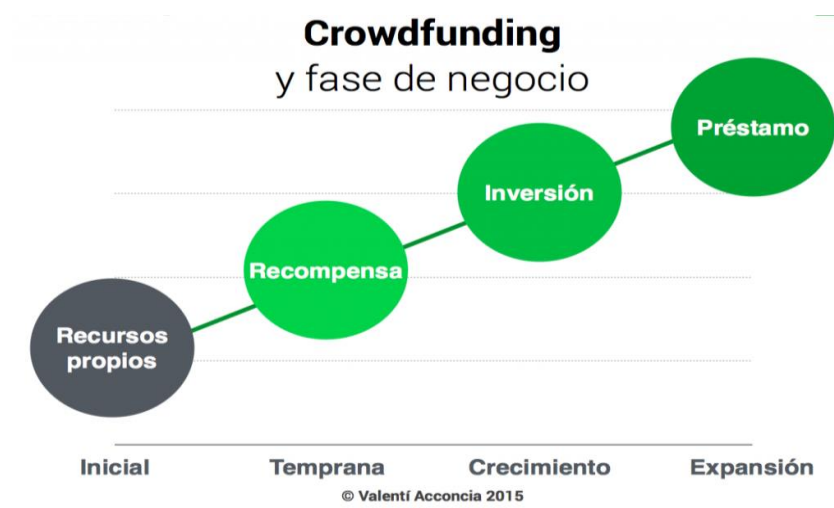 Crowdfunding
y fase de negocio
Préstamo
Inversión
Recompensa
Recursos
propios
Inicial Temprana Crecimiento Expansión
© Valentí Acconcia 2015